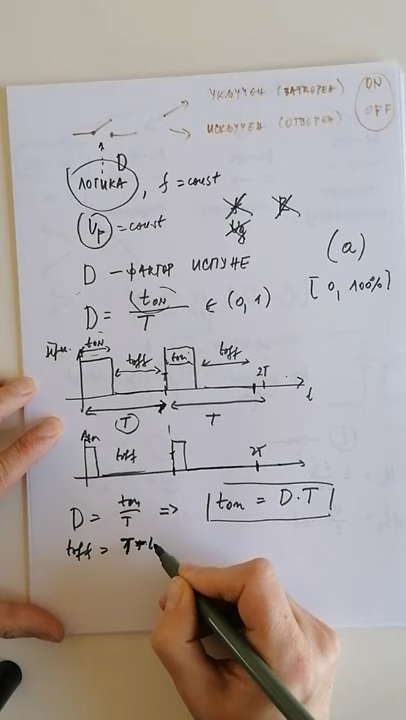 УКЉУЧЕН (ЗАТВОРЕН) ON
ИСКЉУЧЕН (ОТВОРЕН) OFF
D
ЛОГИКА, f = const
Vp = const
(a)
D - ФАКТОР ИСПУНЕ
[0, 100%]
D = tON / T ∈ (0, 1)
tON toff ton toff
2T
t
T T
ton toff
2T
D = ton / T => ton = D·T
toff = T - t